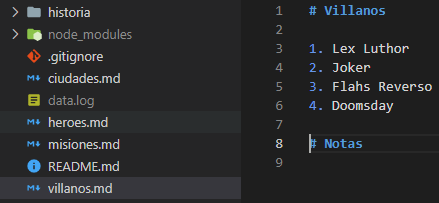 historia
node_modules
.gitignore
ciudades.md
data.log
heroes.md
misiones.md
README.md
villanos.md
1 # Villanos
2
3 1. Lex Luthor
4 2. Joker
5 3. Flahs Reverso
6 4. Doomsday
7
8 # Notas
9